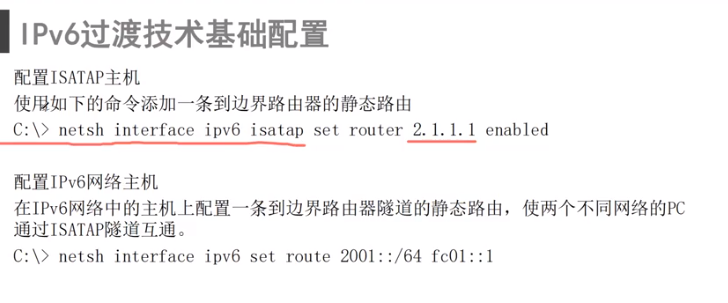 IPv6过渡技术基础配置
配置ISATAP主机
使用如下的命令添加一条到边界路由器的静态路由
C:\> netsh interface ipv6 isatap set router 2.1.1.1 enabled
配置IPv6网络主机
在IPv6网络中的主机上配置一条到边界路由器隧道的静态路由，使两个不同网络的PC
通过ISATAP隧道互通。
C:\> netsh interface ipv6 set route 2001::/64 fc01::1